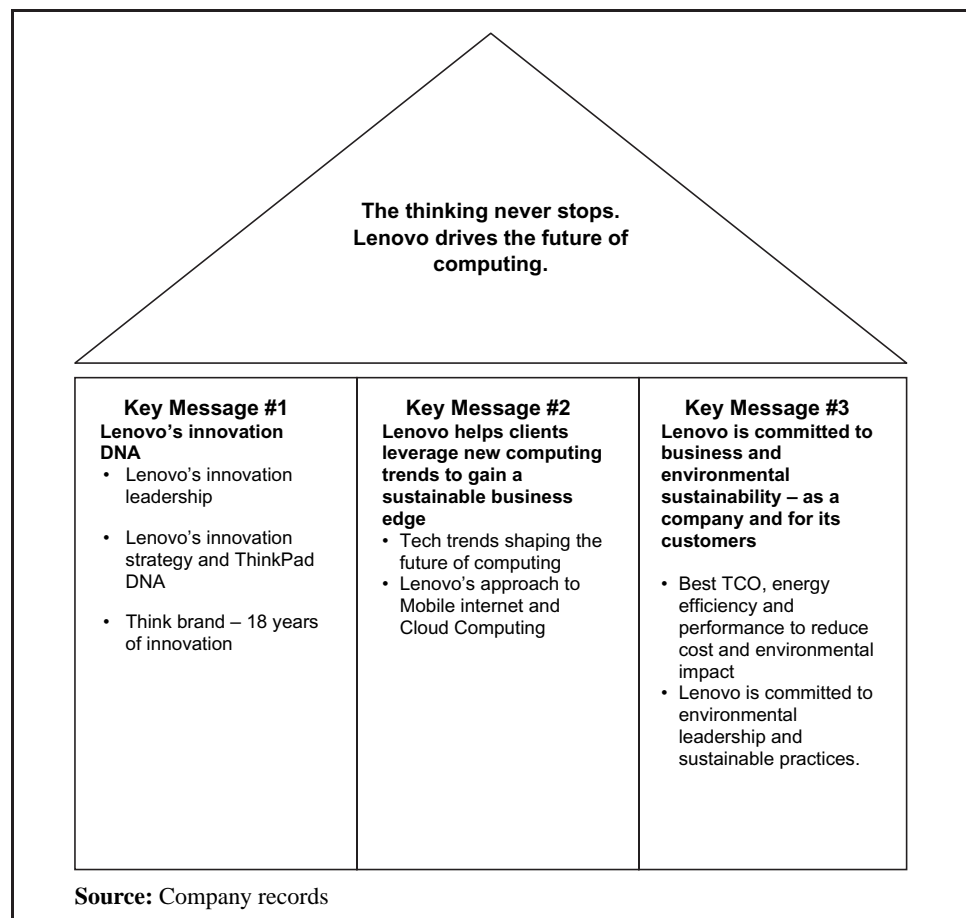 The thinking never stops.
Lenovo drives the future of
computing.
Key Message #1
Lenovo's innovation
DNA
• Lenovo's innovation
leadership
• Lenovo's innovation
strategy and ThinkPad
DNA
• Think brand – 18 years
of innovation
Key Message #2
Lenovo helps clients
leverage new computing
trends to gain a
sustainable business
edge
• Tech trends shaping the
future of computing
• Lenovo's approach to
Mobile internet and
Cloud Computing
Key Message #3
Lenovo is committed to
business and
environmental
sustainability – as a
company and for its
customers
• Best TCO, energy
efficiency and
performance to reduce
cost and environmental
impact
• Lenovo is committed to
environmental
leadership and
sustainable practices.
Source: Company records